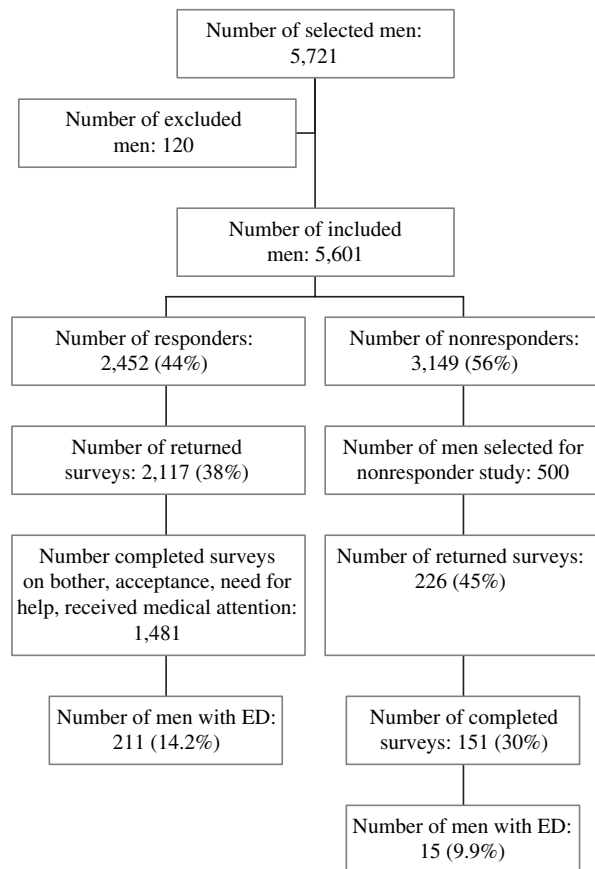 Number of selected men:
5,721
Number of excluded
men: 120
Number of included
men: 5,601
Number of responders:
2,452 (44%)
Number of nonresponders:
3,149 (56%)
Number of returned
surveys: 2,117 (38%)
Number of men selected for
nonresponder study: 500
Number completed surveys
on bother, acceptance, need for
help, received medical attention:
1,481
Number of returned surveys:
226 (45%)
Number of men with ED:
211 (14.2%)
Number of completed
surveys: 151 (30%)
Number of men with ED:
15 (9.9%)